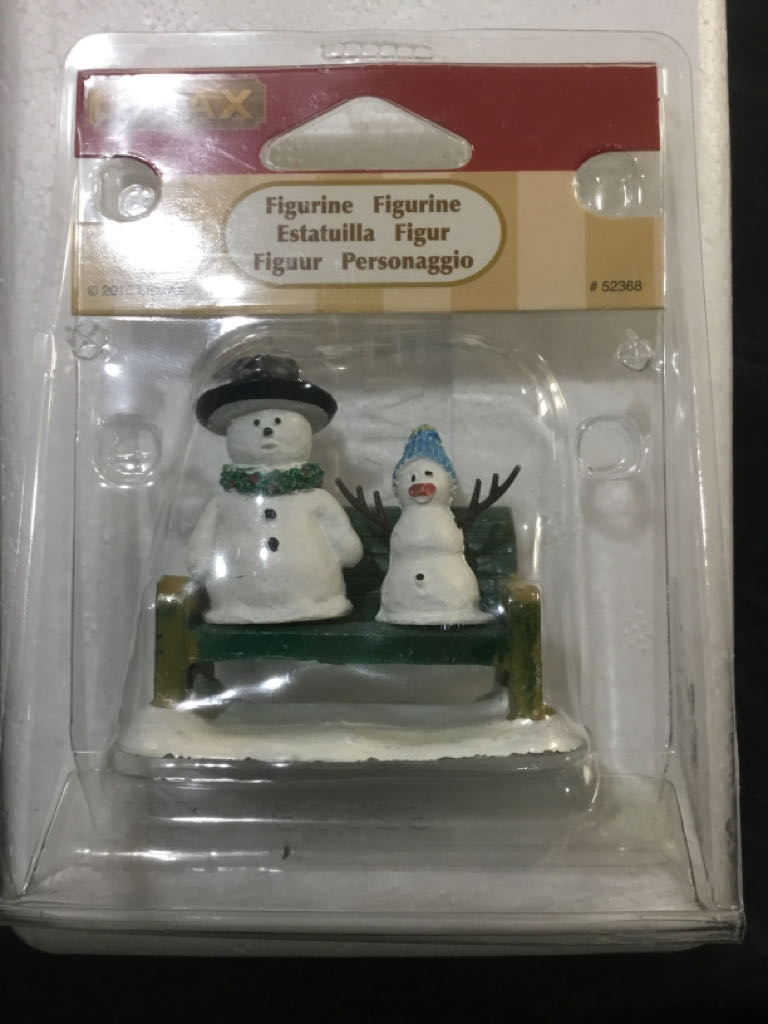 Figurine Figurine
Estatuilla Figur
Figuur Personaggio
# 52368